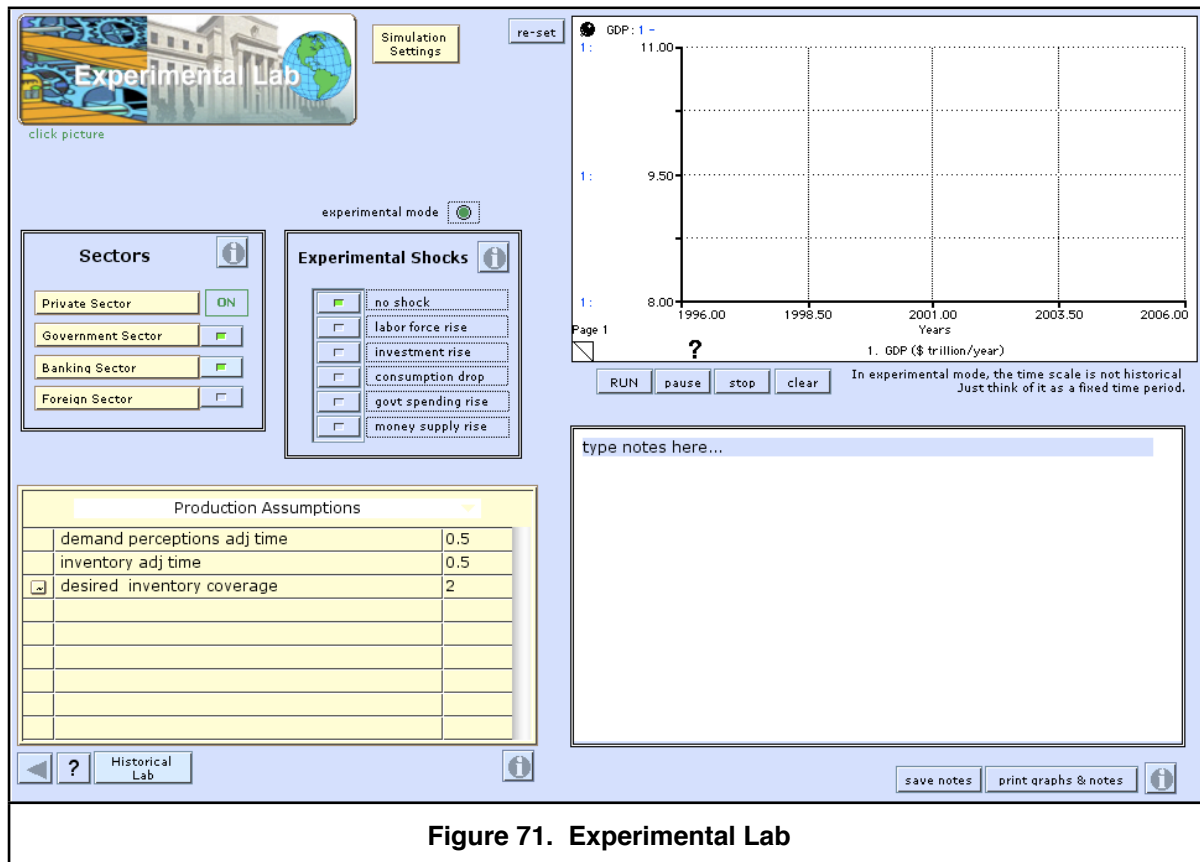 Experimental Lab
click picture
Simulation
Settings
re-set
GDP: 1 -
1:
11.00
1:
9.50
1:
8.00
1996.00
1998.50
2001.00
2003.50
2006.00
Page 1
Years
?
1. GDP ($ trillion/year)
RUN
pause
stop
clear
In experimental mode, the time scale is not historical
Just think of it as a fixed time period.
experimental mode
Sectors
Private Sector
ON
Government Sector
Banking Sector
Foreign Sector
Experimental Shocks
no shock
labor force rise
investment rise
consumption drop
govt spending rise
money supply rise
type notes here...
Production Assumptions
demand perceptions adj time 0.5
inventory adj time 0.5
desired inventory coverage 2
?
Historical
Lab
save notes
print graphs & notes
Figure 71. Experimental Lab